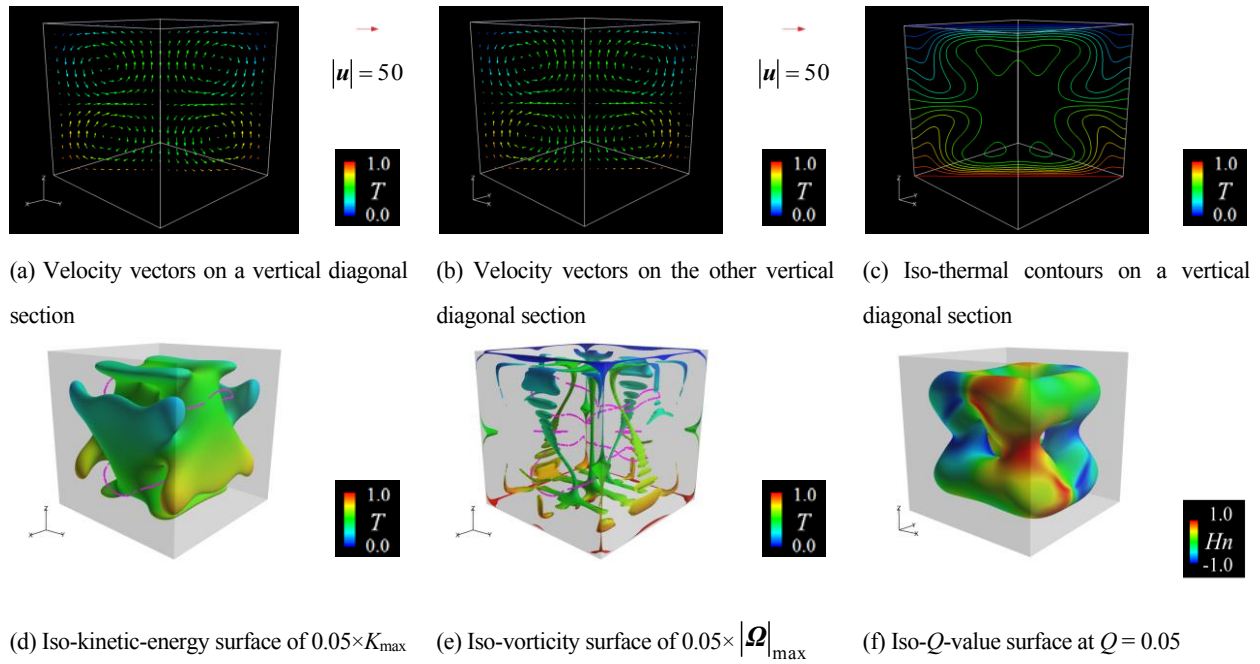 |u| = 50
1.0
T
0.0
|u| = 50
1.0
T
0.0
1.0
T
0.0
(a) Velocity vectors on a vertical diagonal
section
(b) Velocity vectors on the other vertical
diagonal section
(c) Iso-thermal contours on a vertical
diagonal section
1.0
T
0.0
1.0
T
0.0
1.0
Hn
-1.0
(d) Iso-kinetic-energy surface of 0.05×Kmax
(e) Iso-vorticity surface of 0.05× |Ω|max
(f) Iso-Q-value surface at Q = 0.05